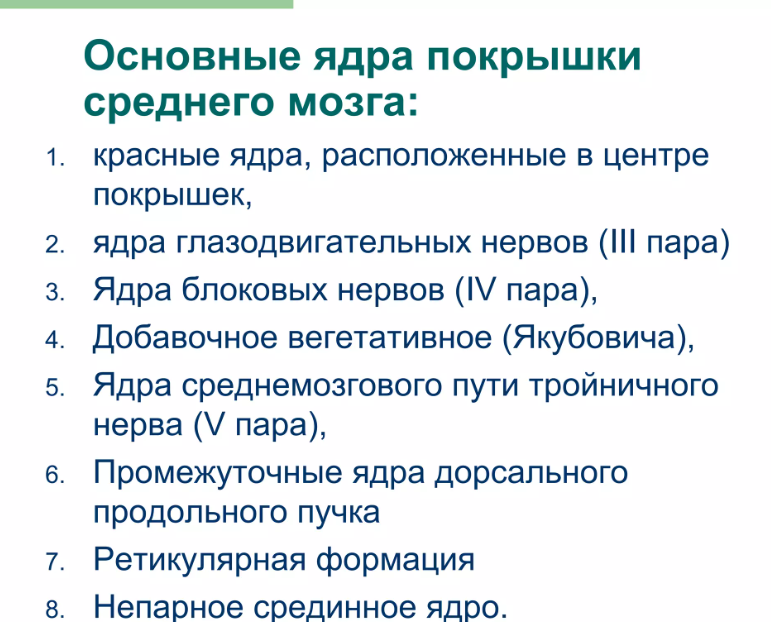 Основные ядра покрышки
среднего мозга:
1. красные ядра, расположенные в центре
покрышек,
2. ядра глазодвигательных нервов (III пара)
3. Ядра блоковых нервов (IV пара),
4. Добавочное вегетативное (Якубовича),
5. Ядра среднемозгового пути тройничного
нерва (V пара),
6. Промежуточные ядра дорсального
продольного пучка
7. Ретикулярная формация
8. Непарное срединное ядро.